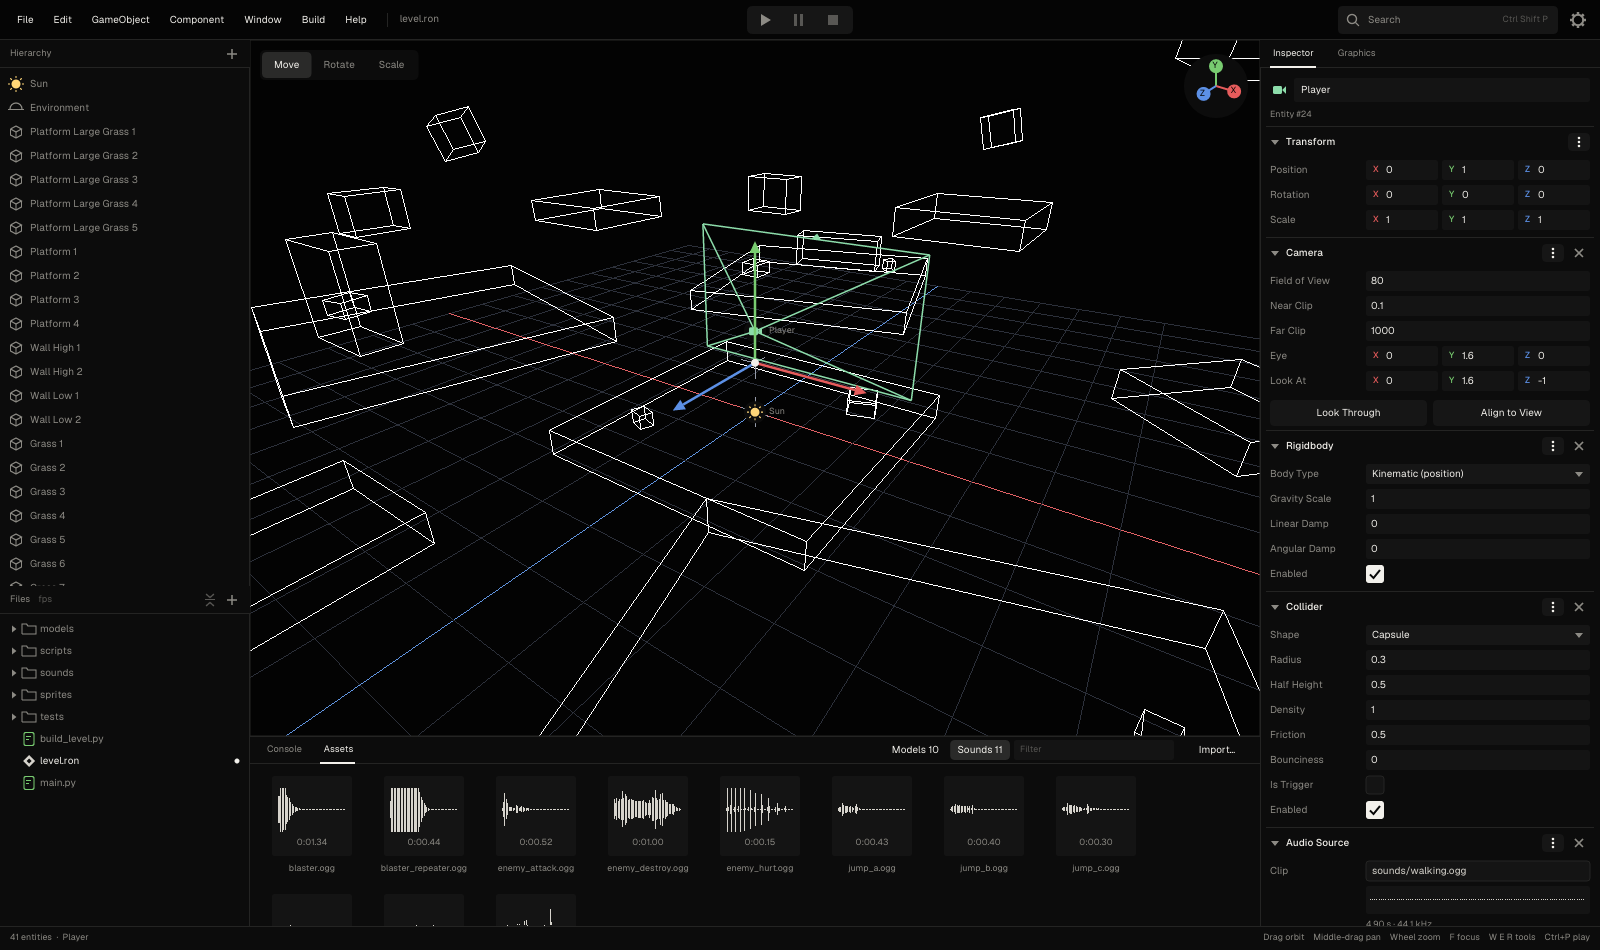 File Edit GameObject Component Window Build Help level.ron
Search Ctrl Shift P
Hierarchy
Sun
Environment
Platform Large Grass 1
Platform Large Grass 2
Platform Large Grass 3
Platform Large Grass 4
Platform Large Grass 5
Platform 1
Platform 2
Platform 3
Platform 4
Wall High 1
Wall High 2
Wall Low 1
Wall Low 2
Grass 1
Grass 2
Grass 3
Grass 4
Grass 5
Grass 6
Files fps
models
scripts
sounds
sprites
tests
build_level.py
level.ron
main.py
Move Rotate Scale
Y
Z X
Player
Sun
Console Assets Models 10 Sounds 11 Filter Import...
0:01.34 0:00.44 0:00.52 0:01.00 0:00.15 0:00.43 0:00.40 0:00.30
blaster.ogg blaster_repeater.ogg enemy_attack.ogg enemy_destroy.ogg enemy_hurt.ogg jump_a.ogg jump_b.ogg jump_c.ogg
Inspector Graphics
Player
Entity #24
Transform
Position X 0 Y 1 Z 0
Rotation X 0 Y 0 Z 0
Scale X 1 Y 1 Z 1
Camera
Field of View 80
Near Clip 0.1
Far Clip 1000
Eye X 0 Y 1.6 Z 0
Look At X 0 Y 1.6 Z -1
Look Through Align to View
Rigidbody
Body Type Kinematic (position)
Gravity Scale 1
Linear Damp 0
Angular Damp 0
Enabled
Collider
Shape Capsule
Radius 0.3
Half Height 0.5
Density 1
Friction 0.5
Bounciness 0
Is Trigger
Enabled
Audio Source
Clip sounds/walking.ogg
4.90 s · 44.1 kHz
41 entities · Player
Drag orbit Middle-drag pan Wheel zoom F focus W E R tools Ctrl+P play